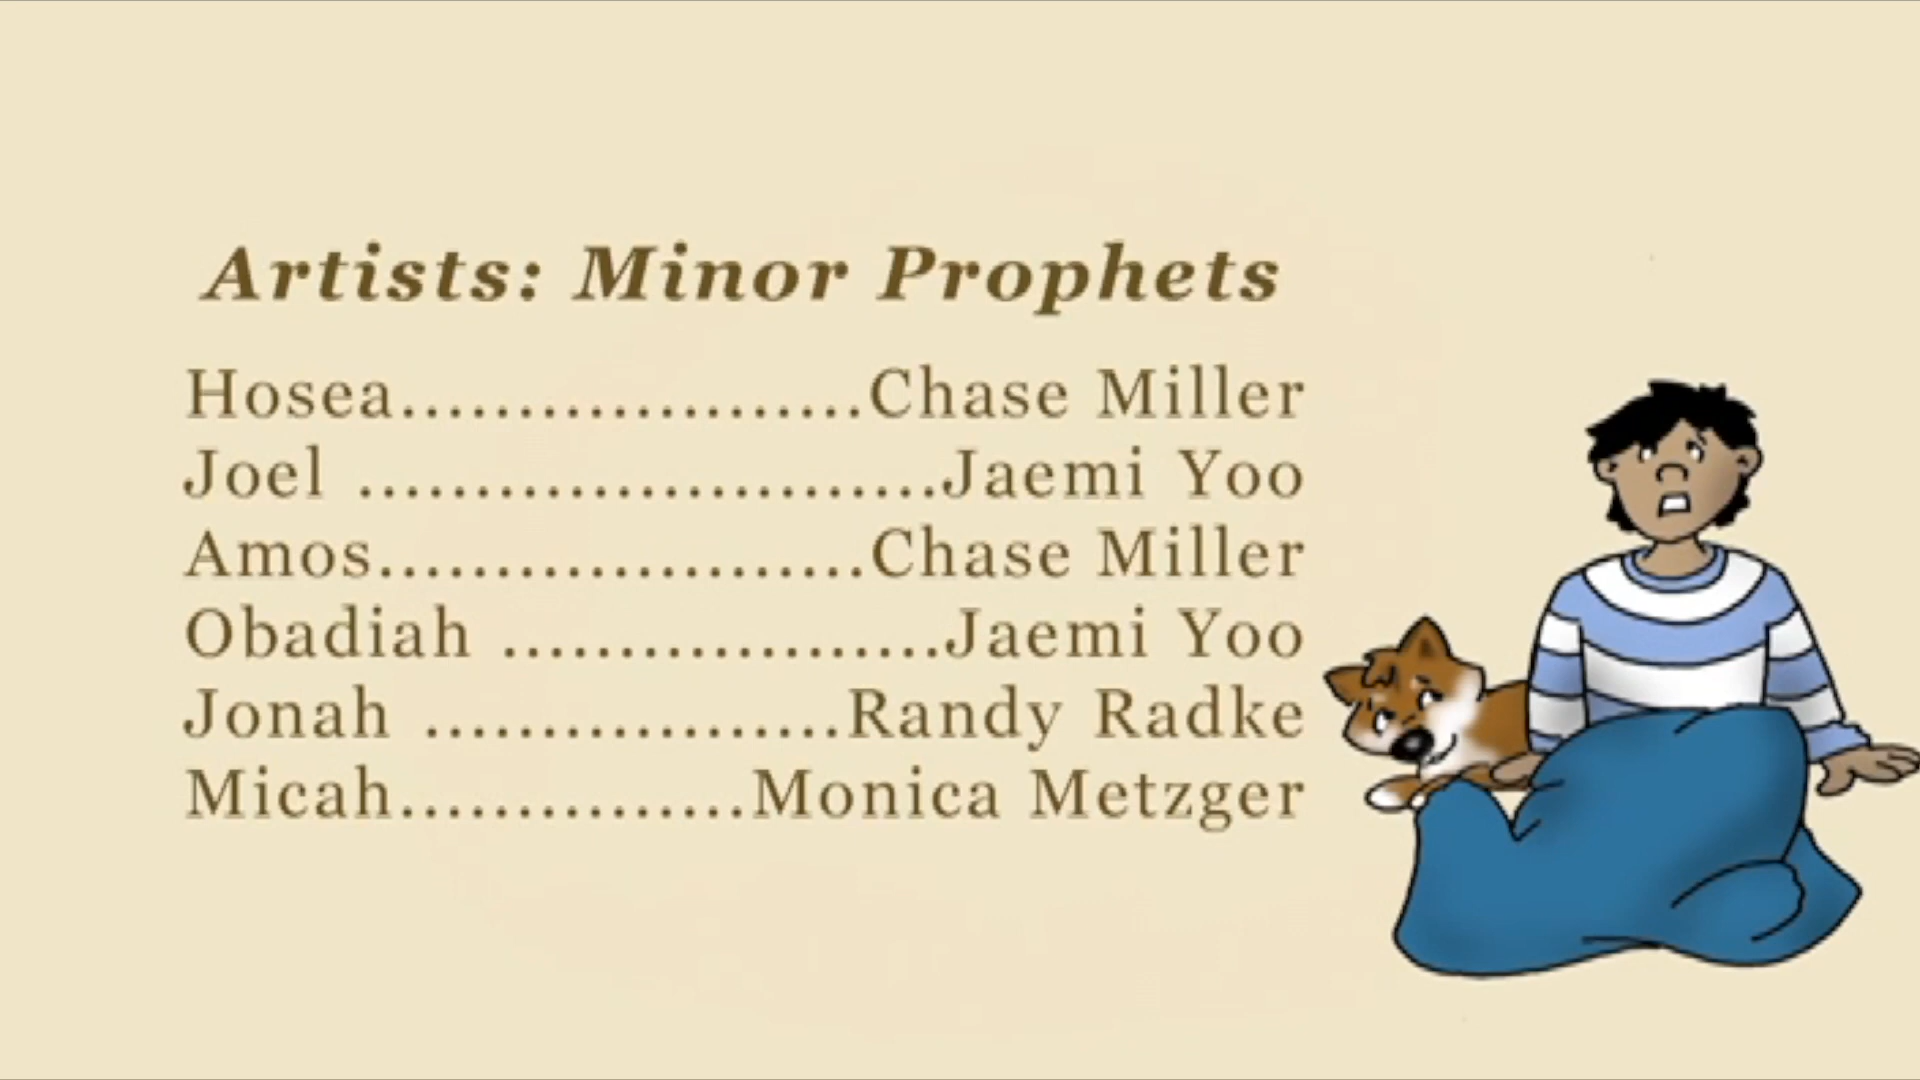 Artists: Minor Prophets
Hosea....................Chase Miller
Joel .........................Jaemi Yoo
Amos.....................Chase Miller
Obadiah ...................Jaemi Yoo
Jonah ..................Randy Radke
Micah...............Monica Metzger